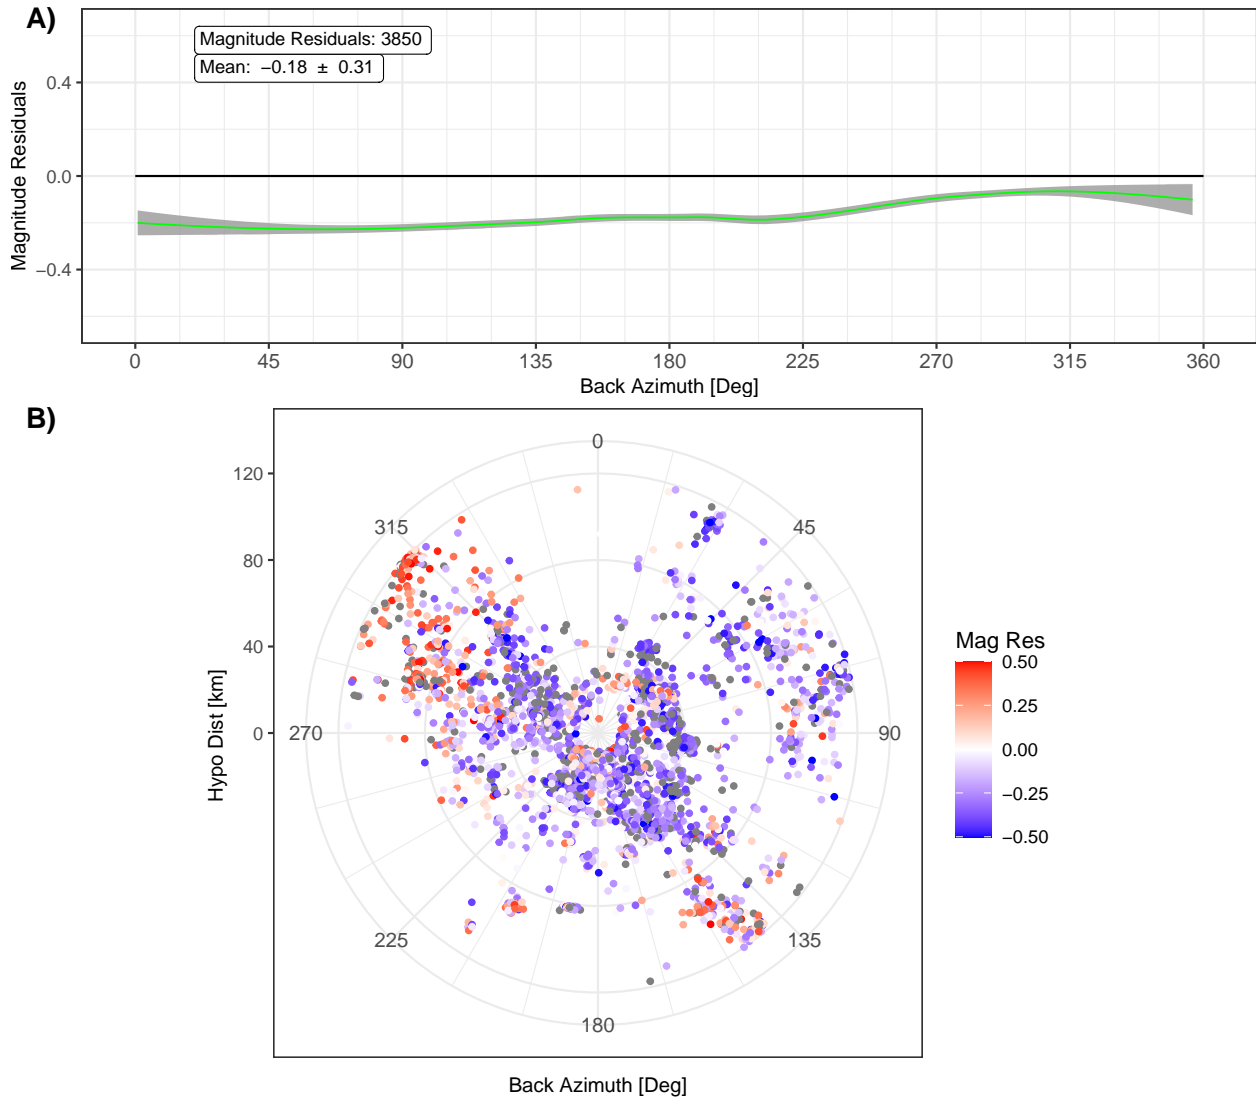 A)
Magnitude Residuals: 3850
Mean: −0.18 ± 0.31
Magnitude Residuals
0.4
0.0
−0.4
0 45 90 135 180 225 270 315 360
Back Azimuth [Deg]
B)
Hypo Dist [km]
120
80
40
0
0
45
90
135
180
225
270
315
Back Azimuth [Deg]
Mag Res
0.50
0.25
0.00
−0.25
−0.50